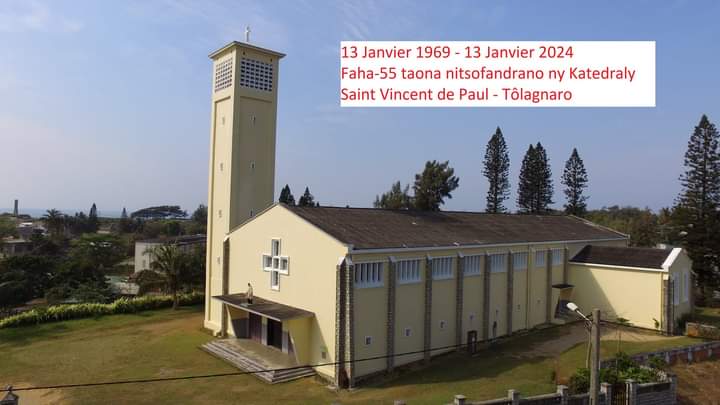 13 Janvier 1969 - 13 Janvier 2024
Faha-55 taona nitsofandrano ny Katedraly
Saint Vincent de Paul - Tôlagnaro